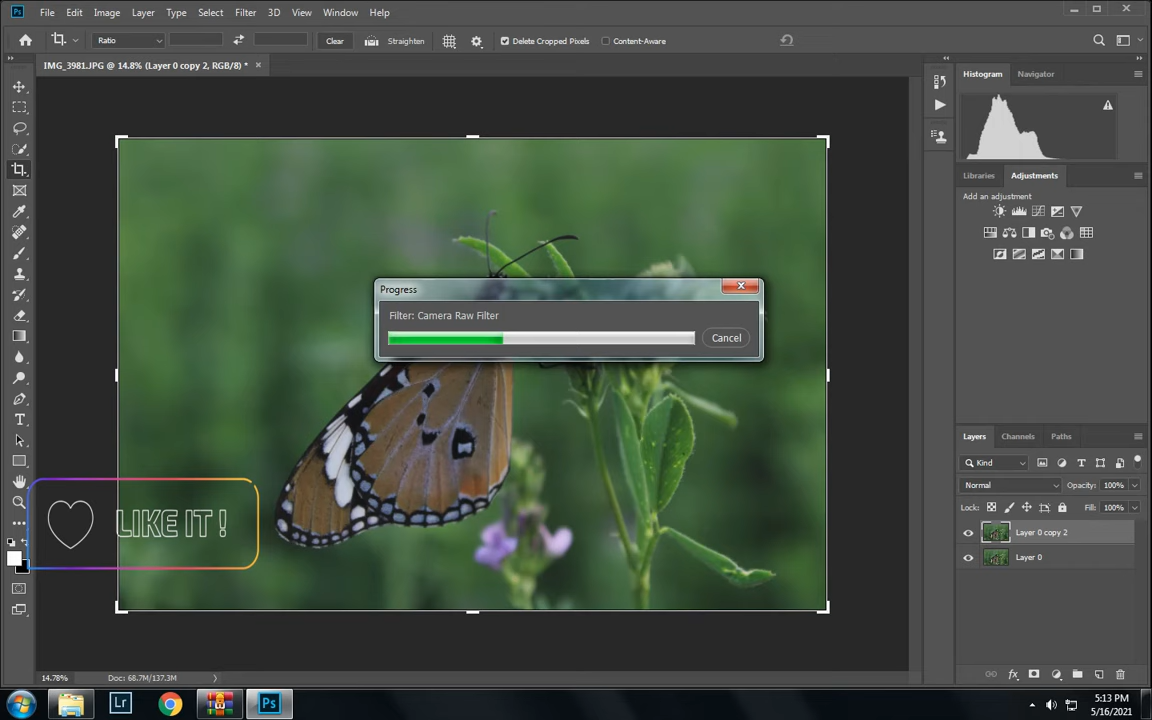 Ps File Edit Image Layer Type Select Filter 3D View Window Help
Ratio Clear Straighten Delete Cropped Pixels Content-Aware
IMG_3981.JPG @ 14.8% (Layer 0 copy 2, RGB/8) *
Histogram Navigator
Libraries Adjustments
Add an adjustment
Progress
Filter: Camera Raw Filter
Cancel
Layers Channels Paths
Kind
Normal Opacity: 100%
Lock: Fill: 100%
Layer 0 copy 2
Layer 0
LIKE IT !
14.78% Doc: 68.7M/137.3M
Lr Ps
5:13 PM
5/16/2021